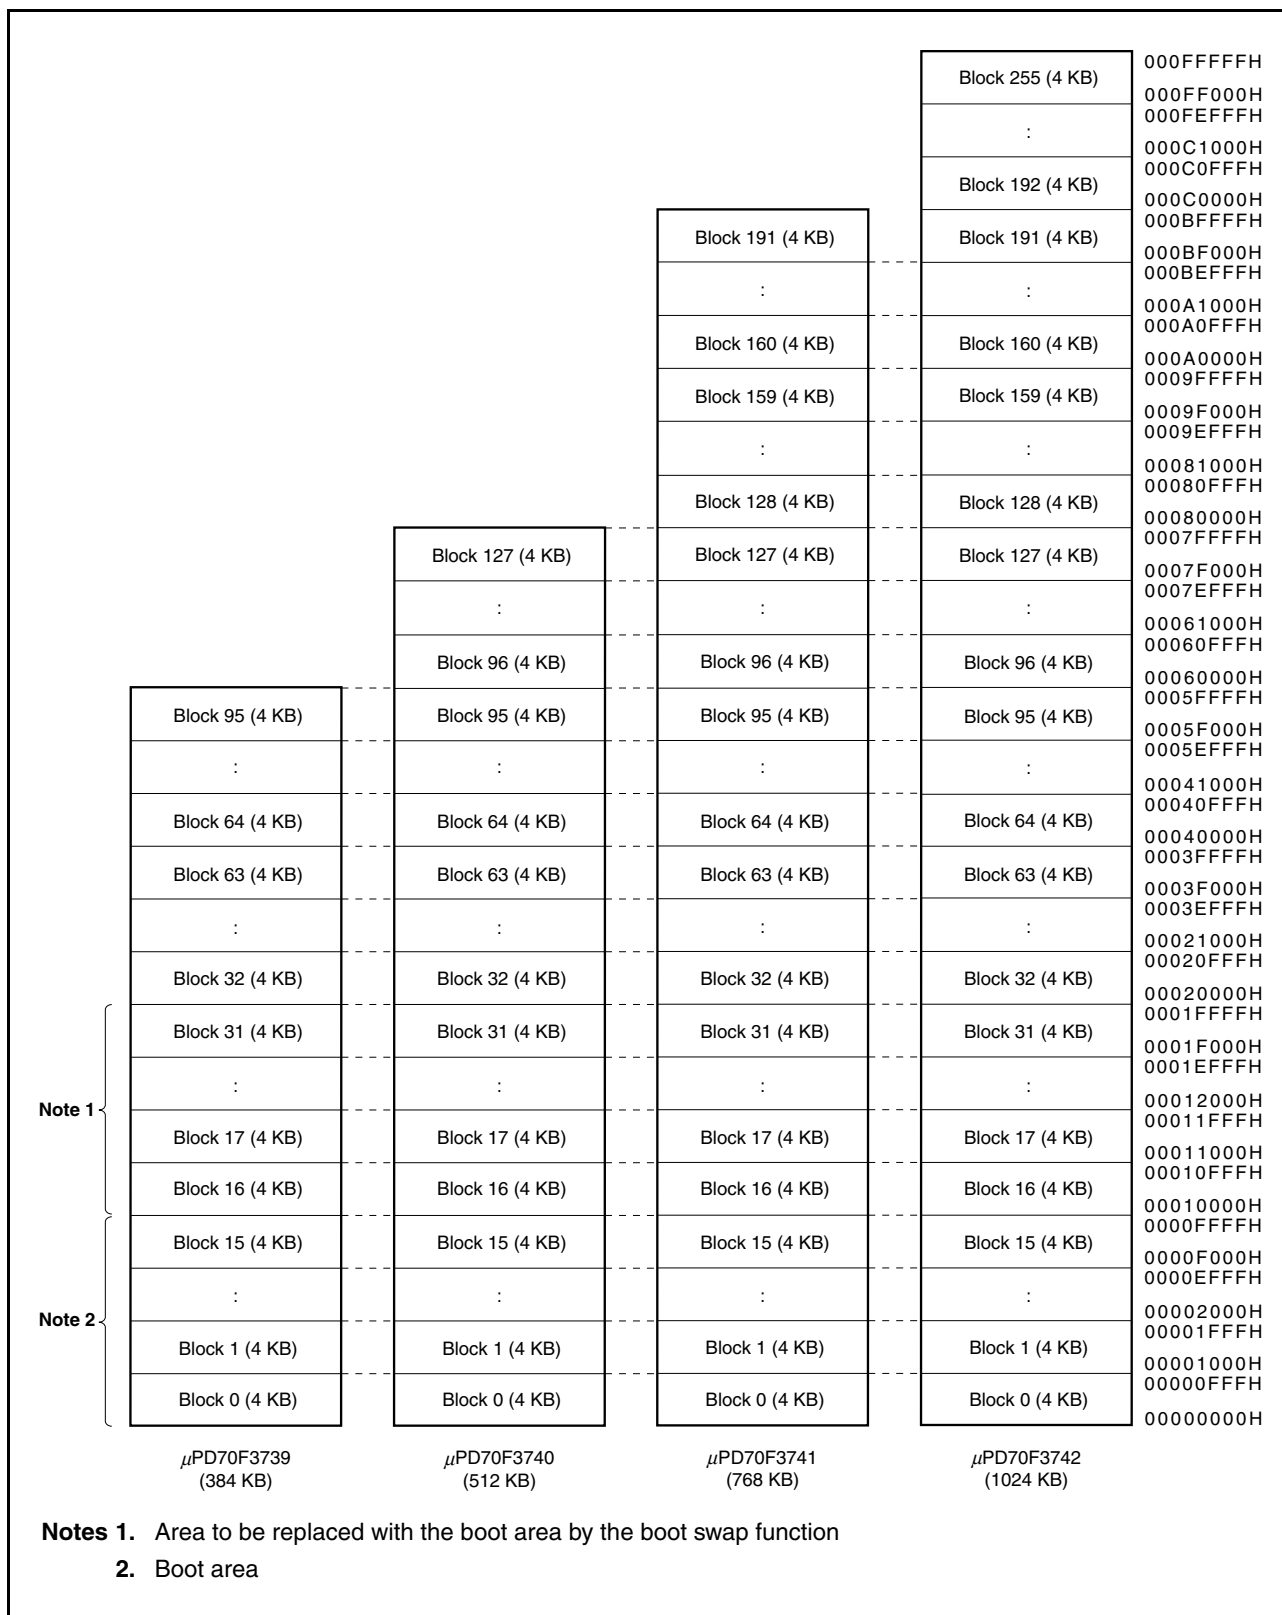 000FFFFFH
Block 255 (4 KB)
000FF000H
000FEFFFH
:
000C1000H
000C0FFFH
Block 192 (4 KB)
000C0000H
000BFFFFH
Block 191 (4 KB) Block 191 (4 KB)
000BF000H
000BEFFFH
: :
000A1000H
000A0FFFH
Block 160 (4 KB) Block 160 (4 KB)
000A0000H
0009FFFFH
Block 159 (4 KB) Block 159 (4 KB)
0009F000H
0009EFFFH
: :
00081000H
00080FFFH
Block 128 (4 KB) Block 128 (4 KB)
00080000H
0007FFFFH
Block 127 (4 KB) Block 127 (4 KB) Block 127 (4 KB)
0007F000H
0007EFFFH
: : :
00061000H
00060FFFH
Block 96 (4 KB) Block 96 (4 KB) Block 96 (4 KB)
00060000H
0005FFFFH
Block 95 (4 KB) Block 95 (4 KB) Block 95 (4 KB) Block 95 (4 KB)
0005F000H
0005EFFFH
: : : :
00041000H
00040FFFH
Block 64 (4 KB) Block 64 (4 KB) Block 64 (4 KB) Block 64 (4 KB)
00040000H
0003FFFFH
Block 63 (4 KB) Block 63 (4 KB) Block 63 (4 KB) Block 63 (4 KB)
0003F000H
0003EFFFH
: : : :
00021000H
00020FFFH
Block 32 (4 KB) Block 32 (4 KB) Block 32 (4 KB) Block 32 (4 KB)
00020000H
0001FFFFH
Block 31 (4 KB) Block 31 (4 KB) Block 31 (4 KB) Block 31 (4 KB)
0001F000H
0001EFFFH
: : : :
00012000H
Note 1
00011FFFH
Block 17 (4 KB) Block 17 (4 KB) Block 17 (4 KB) Block 17 (4 KB)
00011000H
00010FFFH
Block 16 (4 KB) Block 16 (4 KB) Block 16 (4 KB) Block 16 (4 KB)
00010000H
0000FFFFH
Block 15 (4 KB) Block 15 (4 KB) Block 15 (4 KB) Block 15 (4 KB)
0000F000H
0000EFFFH
: : : :
00002000H
Note 2
00001FFFH
Block 1 (4 KB) Block 1 (4 KB) Block 1 (4 KB) Block 1 (4 KB)
00001000H
00000FFFH
Block 0 (4 KB) Block 0 (4 KB) Block 0 (4 KB) Block 0 (4 KB)
00000000H
μPD70F3739 μPD70F3740 μPD70F3741 μPD70F3742
(384 KB) (512 KB) (768 KB) (1024 KB)
Notes 1. Area to be replaced with the boot area by the boot swap function
2. Boot area